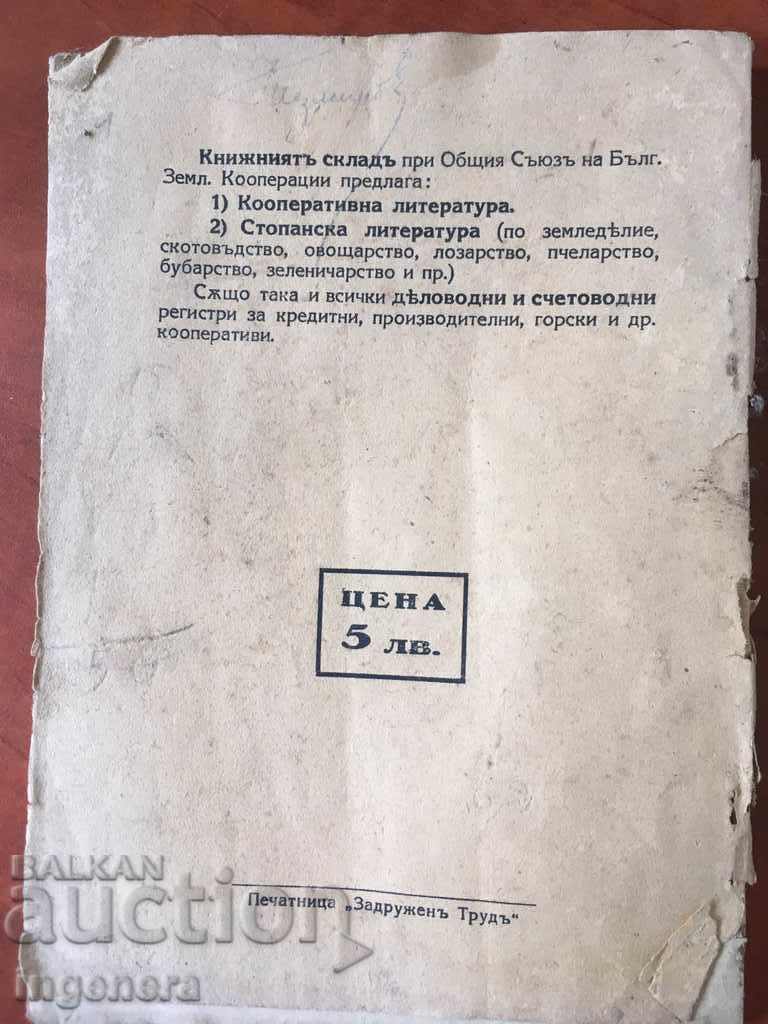 Книжниятъ складъ при Общия Съюзъ на Бълг.
Земл. Кооперации предлага:
1) Кооперативна литература.
2) Стопанска литература (по земледѣлие,
скотовъдство, овощарство, лозарство, пчеларство,
бубарство, зеленичарство и пр.)
Сѫщо така и всички дѣловодни и счетоводни
регистри за кредитни, производителни, горски и др.
кооперативи.
ЦЕНА
5 лв.
Печатница „Задруженъ Трудъ“
BALKAN
auction
ingenera